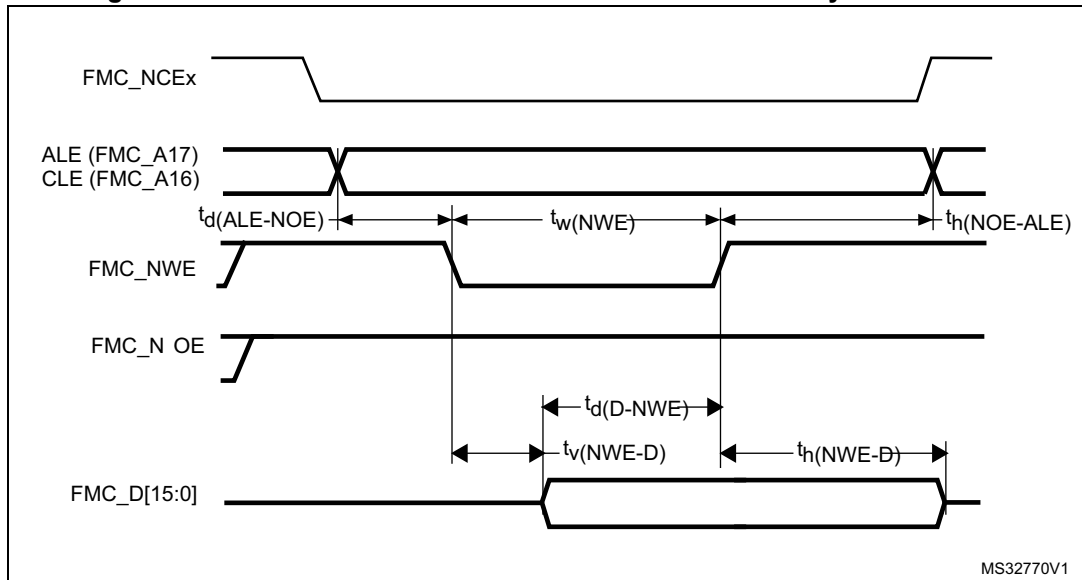 FMC_NCEx
ALE (FMC_A17)
CLE (FMC_A16)
td(ALE-NOE)
tw(NWE)
th(NOE-ALE)
FMC_NWE
FMC_N OE
td(D-NWE)
tv(NWE-D)
th(NWE-D)
FMC_D[15:0]
MS32770V1